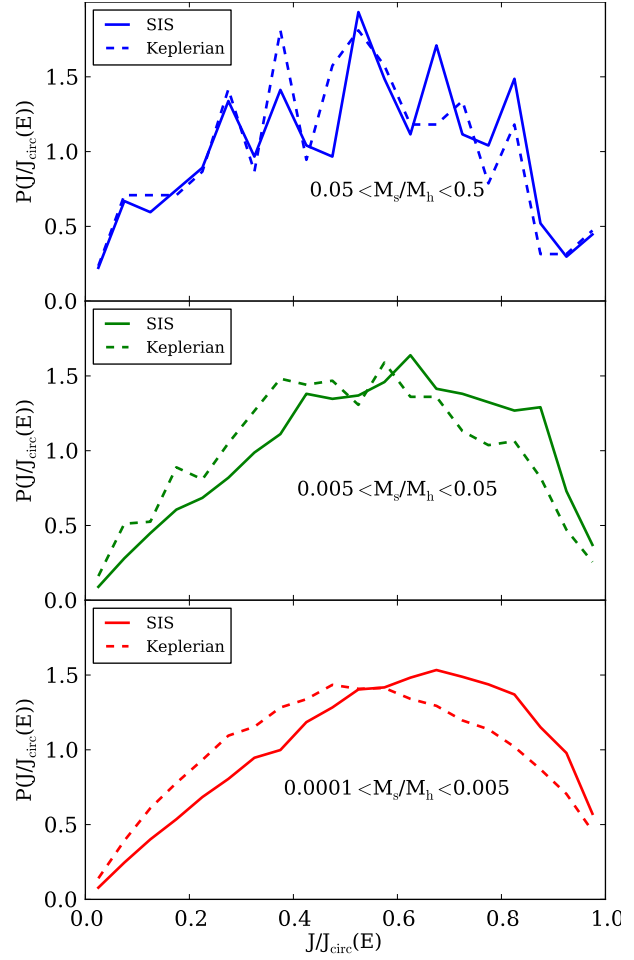 SIS
Keplerian
P(J/J_circ(E))
0.05<M_s/M_h<0.5
1.5
1.0
0.5
0.0
SIS
Keplerian
P(J/J_circ(E))
0.005<M_s/M_h<0.05
1.5
1.0
0.5
0.0
SIS
Keplerian
P(J/J_circ(E))
0.0001<M_s/M_h<0.005
1.5
1.0
0.5
0.0
0.0 0.2 0.4 0.6 0.8 1.0
J/J_circ(E)